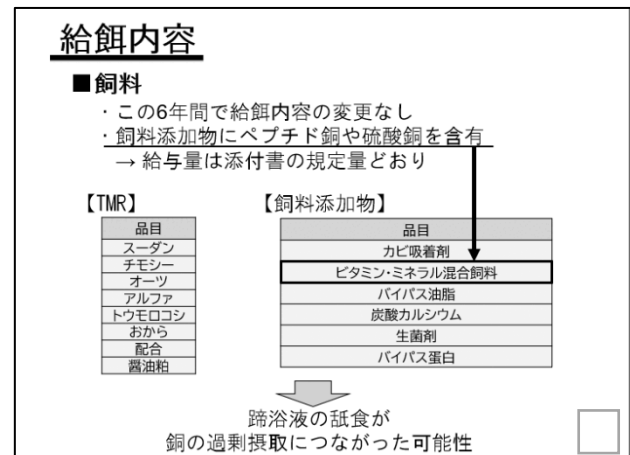 給餌内容
■飼料
・この6年間で給餌内容の変更なし
・飼料添加物にペプチド銅や硫酸銅を含有
→ 給与量は添付書の規定量どおり
【TMR】
品目
スーダン
チモシー
オーツ
アルファ
トウモロコシ
おから
配合
醤油粕
【飼料添加物】
品目
カビ吸着剤
ビタミン・ミネラル混合飼料
バイパス油脂
炭酸カルシウム
生菌剤
バイパス蛋白
蹄浴液の舐食が
銅の過剰摂取につながった可能性